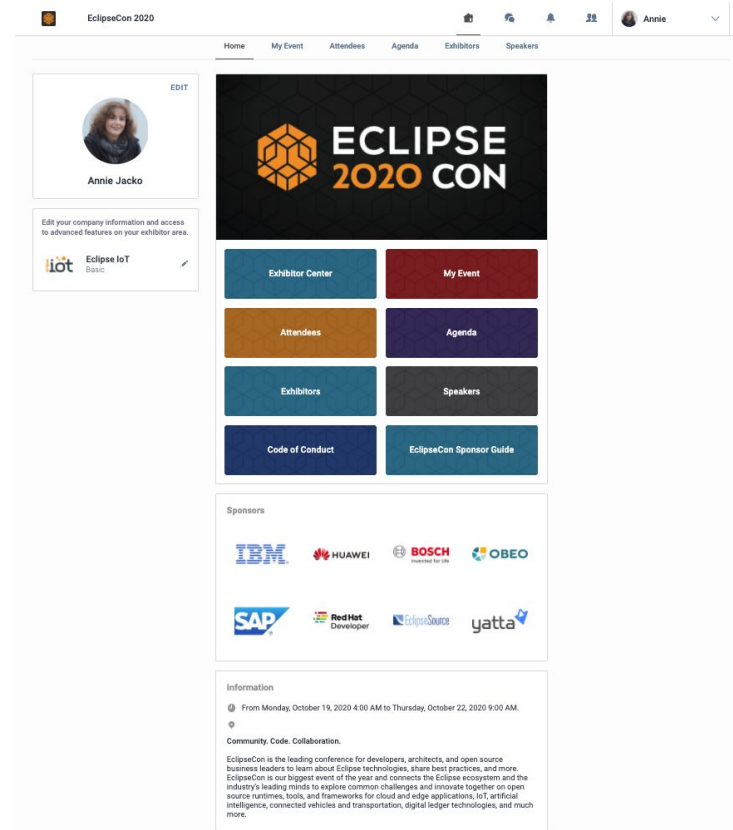 EclipseCon 2020
Annie
Home My Event Attendees Agenda Exhibitors Speakers
EDIT
Annie Jacko
Edit your company information and access
to advanced features on your exhibitor area.
iot
Eclipse IoT
Basic
ECLIPSE
2020 CON
Exhibitor Center
My Event
Attendees
Agenda
Exhibitors
Speakers
Code of Conduct
EclipseCon Sponsor Guide
Sponsors
IBM.
HUAWEI
BOSCH
Invented for life
OBEO
SAP
Red Hat
Developer
EclipseSource
yatta
Information
From Monday, October 19, 2020 4:00 AM to Thursday, October 22, 2020 9:00 AM.
Community. Code. Collaboration.
EclipseCon is the leading conference for developers, architects, and open source
business leaders to learn about Eclipse technologies, share best practices, and more.
EclipseCon is our biggest event of the year and connects the Eclipse ecosystem and the
industry's leading minds to explore common challenges and innovate together on open
source runtimes, tools, and frameworks for cloud and edge applications, IoT, artificial
intelligence, connected vehicles and transportation, digital ledger technologies, and much
more.